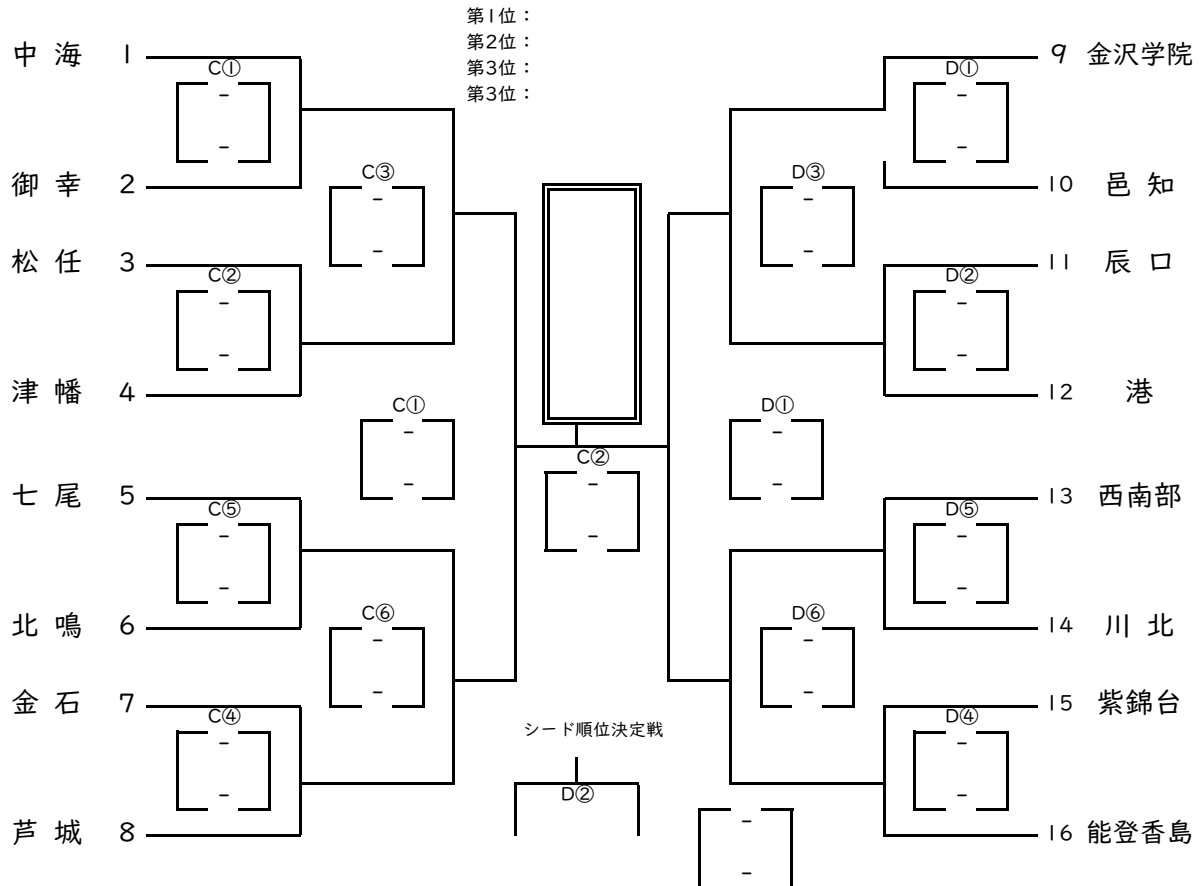 第1位：
第2位：
第3位：
第3位：
中 海 1
C①
-
-
御 幸 2
C③
-
-
松 任 3
C②
-
-
津 幡 4
C①
-
-
七 尾 5
C⑤
-
-
北 鳴 6
C⑥
-
-
金 石 7
C④
-
-
芦 城 8
C②
-
-
シード順位決定戦
D②
-
-
9 金沢学院
D①
-
-
10 邑 知
D③
-
-
11 辰 口
D②
-
-
12 港
D①
-
-
13 西南部
D⑤
-
-
14 川 北
D⑥
-
-
15 紫錦台
D④
-
-
16 能登香島